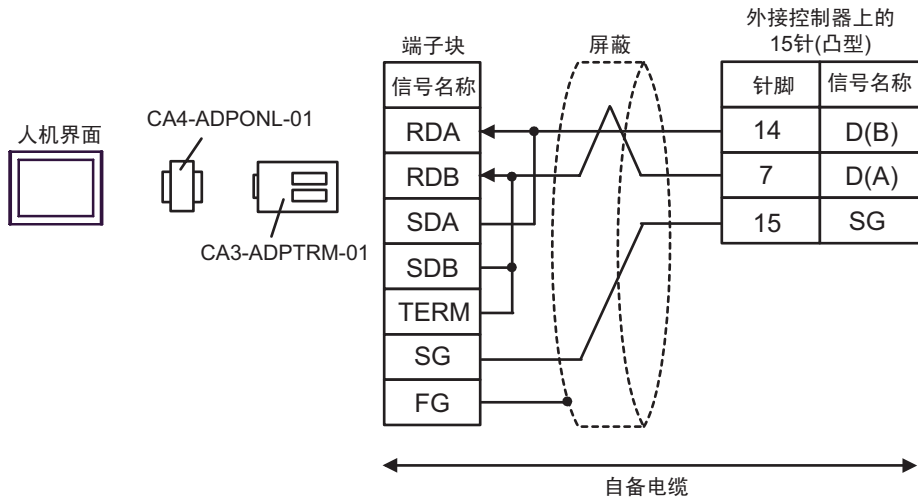 外接控制器上的
15针(凸型)
端子块
屏蔽
信号名称
针脚 信号名称
人机界面
CA4-ADPONL-01
CA3-ADPTRM-01
RDA
RDB
SDA
SDB
TERM
SG
FG
14 D(B)
7 D(A)
15 SG
自备电缆